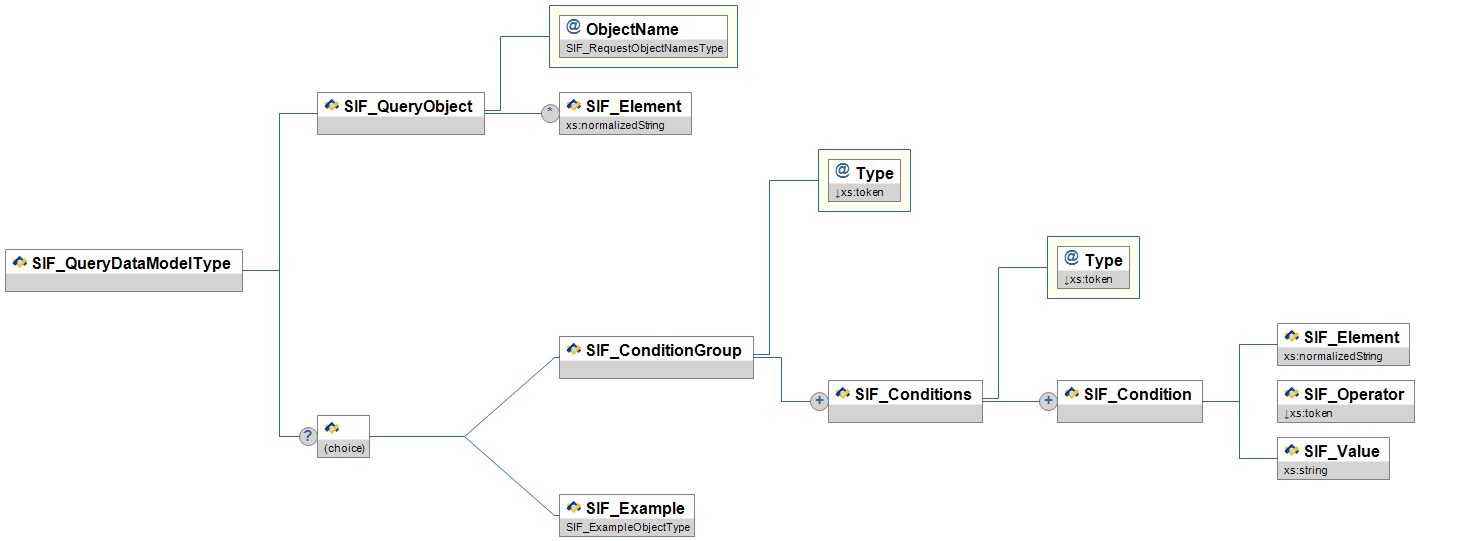 @ ObjectName
SIF_RequestObjectNamesType
SIF_QueryObject
* SIF_Element
xs:normalizedString
@ Type
↓xs:token
SIF_QueryDataModelType
@ Type
↓xs:token
SIF_ConditionGroup
SIF_Element
xs:normalizedString
+ SIF_Conditions
+ SIF_Condition
SIF_Operator
↓xs:token
?
(choice)
SIF_Value
xs:string
SIF_Example
SIF_ExampleObjectType